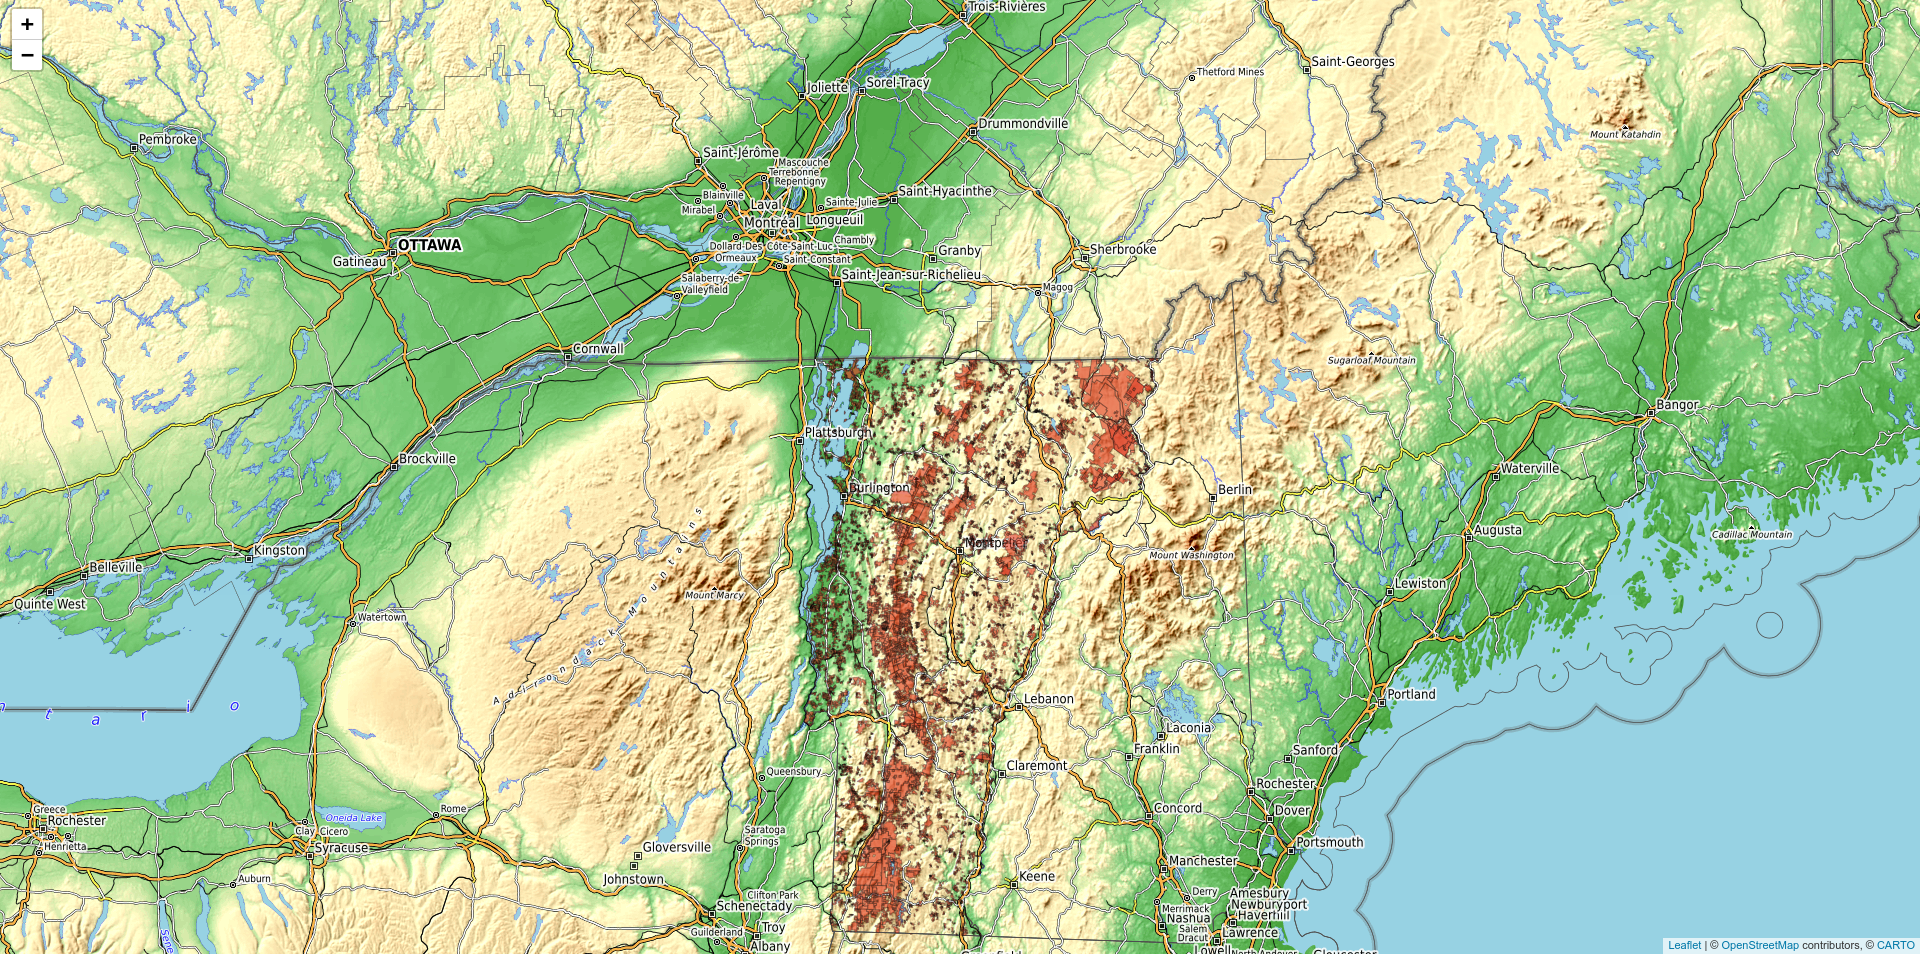 +
−
Trois-Rivières
Saint-Georges
Thetford Mines
Joliette
Sorel-Tracy
Drummondville
Mount Katahdin
Pembroke
Saint-Jérôme
Mascouche
Terrebonne
Repentigny
Blainville
Saint-Hyacinthe
Mirabel
Laval
Sainte-Julie
Longueuil
Montréal
OTTAWA
Gatineau
Dollard-Des
Ormeaux
Côte-Saint-Luc
Chambly
Saint-Constant
Granby
Sherbrooke
Saint-Jean-sur-Richelieu
Salaberry-de-
Valleyfield
Magog
Cornwall
Sugarloaf Mountain
Bangor
Plattsburgh
Brockville
Waterville
Burlington
Berlin
Augusta
Cadillac Mountain
Kingston
Montpelier
Mount Washington
Belleville
Quinte West
Mount Marcy
Lewiston
Watertown
Adirondack Mountains
Lebanon
Portland
t a r i o
Laconia
Franklin
Sanford
Queensbury
Claremont
Rochester
Greece
Rochester
Henrietta
Rome
Oneida Lake
Clay
Cicero
Syracuse
Concord
Dover
Saratoga
Springs
Gloversville
Johnstown
Portsmouth
Manchester
Auburn
Keene
Clifton Park
Schenectady
Derry
Amesbury
Newburyport
Haverhill
Merrimack
Nashua
Salem
Dracut
Guilderland
Troy
Albany
Lawrence
Lowell
North Andover
Gloucester
Leaflet | © OpenStreetMap contributors, © CARTO